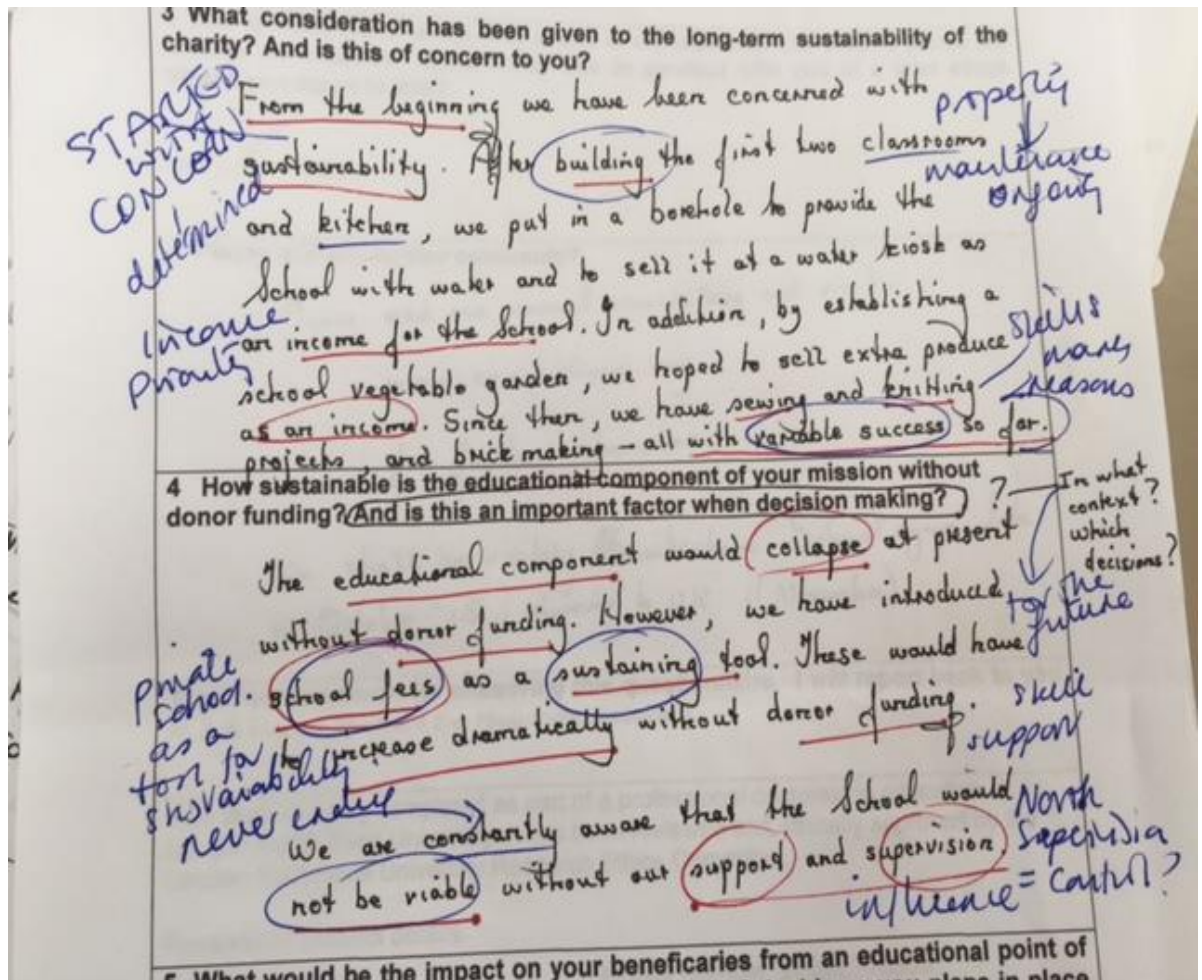 3 What consideration has been given to the long-term sustainability of the
charity? And is this of concern to you?
From the beginning we have been concerned with
sustainability. After building the first two classrooms
and kitchen, we put in a borehole to provide the
School with water and to sell it at a water kiosk as
an income for the School. In addition, by establishing a
school vegetable garden, we hoped to sell extra produce
as an income. Since then, we have sewing and knitting
projects, and brick making – all with variable success so far.
STARTED
WITH
CONCERN
determined
income
priority
property
maintenance
ongoing
skills
many
reasons
4 How sustainable is the educational component of your mission without
donor funding? And is this an important factor when decision making?
? In what
context?
which
decisions?
for the
future
The educational component would collapse at present
without donor funding. However, we have introduced
school fees as a sustaining tool. These would have
to increase dramatically without donor funding.
We are constantly aware that the School would
not be viable without our support and supervision.
private
school.
as a
tool for
never
skill
support
North
influence = control?
5 What would be the impact on your beneficaries from an educational point of